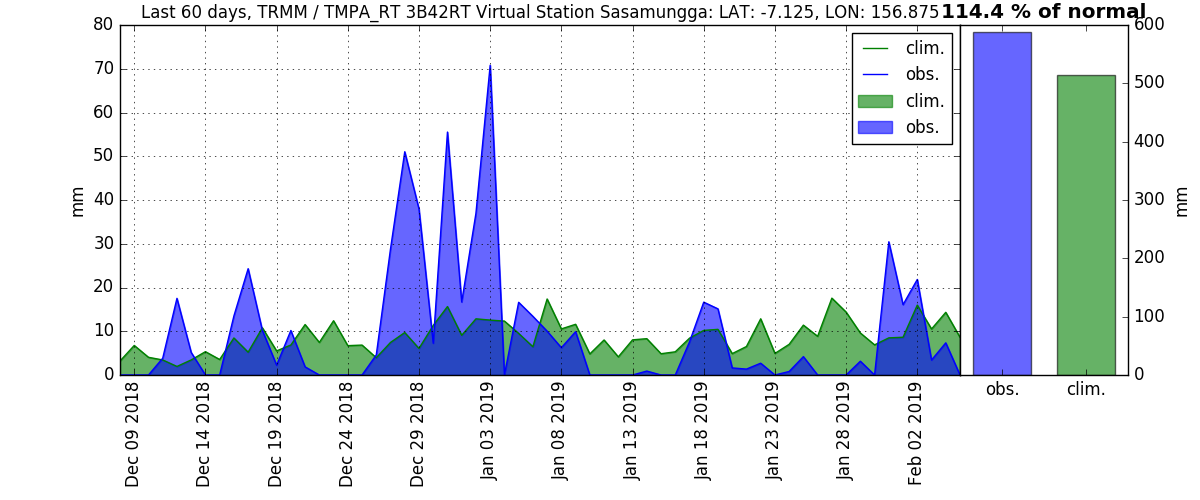 Last 60 days, TRMM / TMPA_RT 3B42RT Virtual Station Sasamungga: LAT: -7.125, LON: 156.875
114.4 % of normal
80
70
60
50
40
30
20
10
0
mm
clim.
obs.
clim.
obs.
Dec 09 2018
Dec 14 2018
Dec 19 2018
Dec 24 2018
Dec 29 2018
Jan 03 2019
Jan 08 2019
Jan 13 2019
Jan 18 2019
Jan 23 2019
Jan 28 2019
Feb 02 2019
600
500
400
300
200
100
0
mm
obs.
clim.